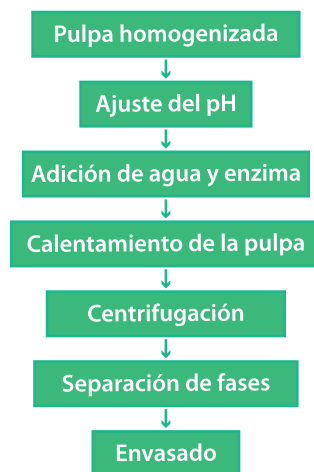 Pulpa homogenizada
Ajuste del pH
Adición de agua y enzima
Calentamiento de la pulpa
Centrifugación
Separación de fases
Envasado